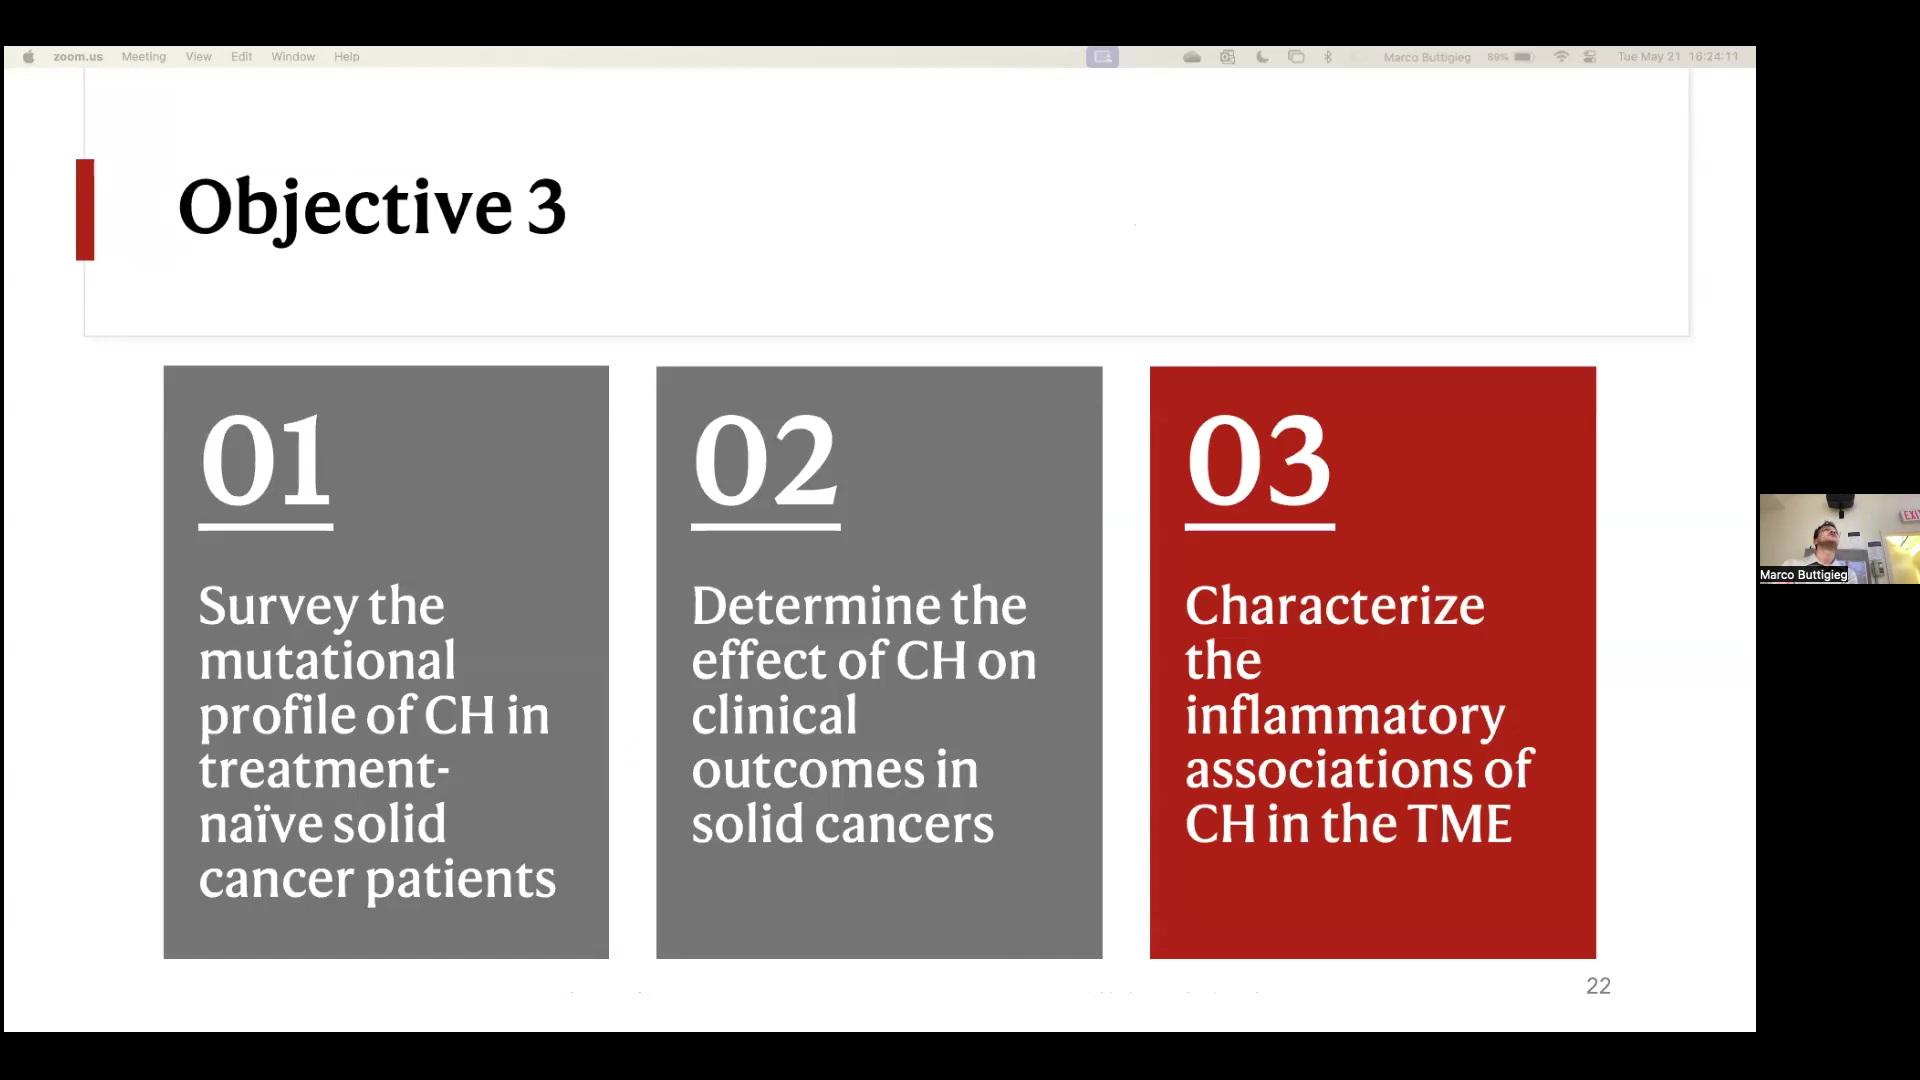 zoom.us Meeting View Edit Window Help Marco Buttigieg 89% Tue May 21 16:24:11
Objective 3
01
Survey the
mutational
profile of CH in
treatment-
naïve solid
cancer patients
02
Determine the
effect of CH on
clinical
outcomes in
solid cancers
03
Characterize
the
inflammatory
associations of
CH in the TME
22
EXI
Marco Buttigieg